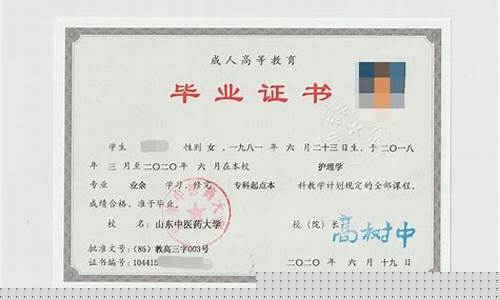 成人高等教育
毕业证书
学生 性别 女，一九八一年 六 月 二十三日生，于 二〇一八
年 三 月至二〇二〇年 六 月在本校 护理学
专业 业余 学习，修完 专科起点本 科教学计划规定的全部课程，
成绩合格，准予毕业。
校 名：山东中医药大学 校（院）长：高树中
批准文号：(85) 教高三字003号
证书编号：104415 二〇二〇年 六 月 十九 日